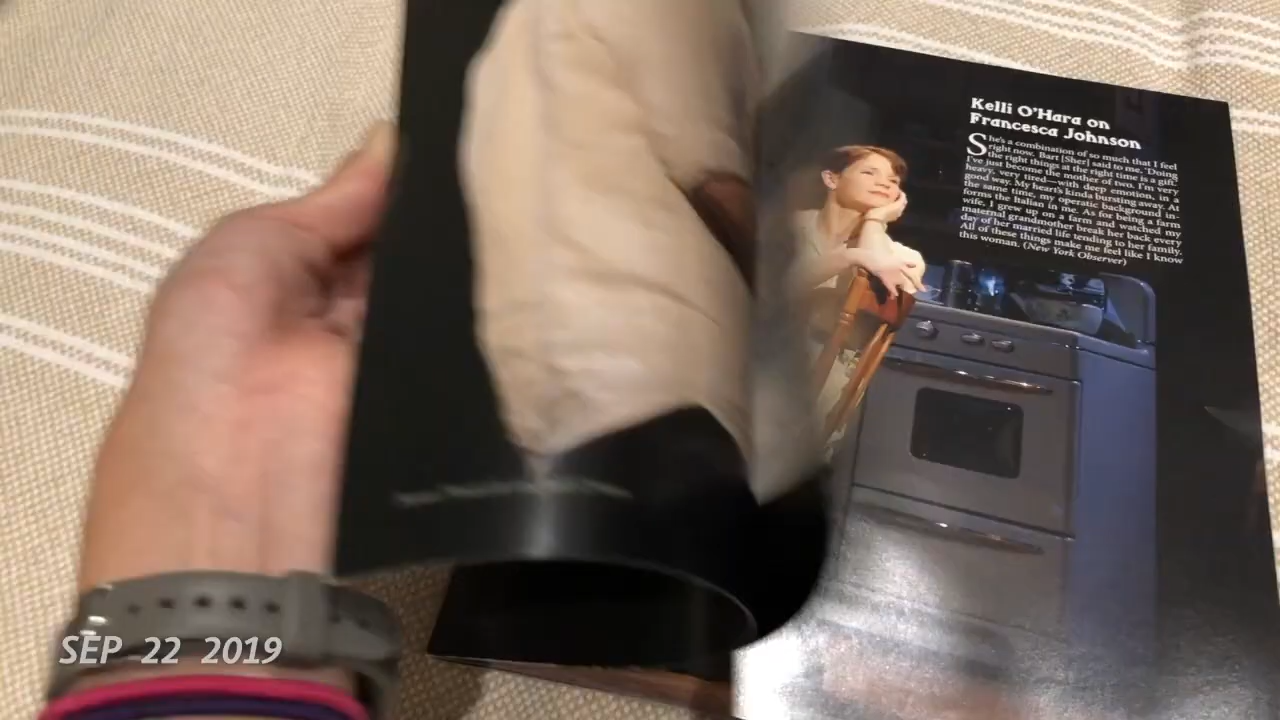 Kelli O'Hara on
Francesca Johnson
She's a combination of so much that I feel
right now. Bart [Sher] said to me, 'Doing
the right things at the right time is a gift.'
I've just become the mother of two. I'm very
heavy, very tired—with deep emotion, in a
good way. My heart's kinda bursting away. At
the same time, my operatic background in-
forms the Italian in me. As for being a farm
wife, I grew up on a farm and watched my
maternal grandmother break her back every
day of her married life tending to her family.
All of these things make me feel like I know
this woman. (New York Observer)
SEP 22 2019